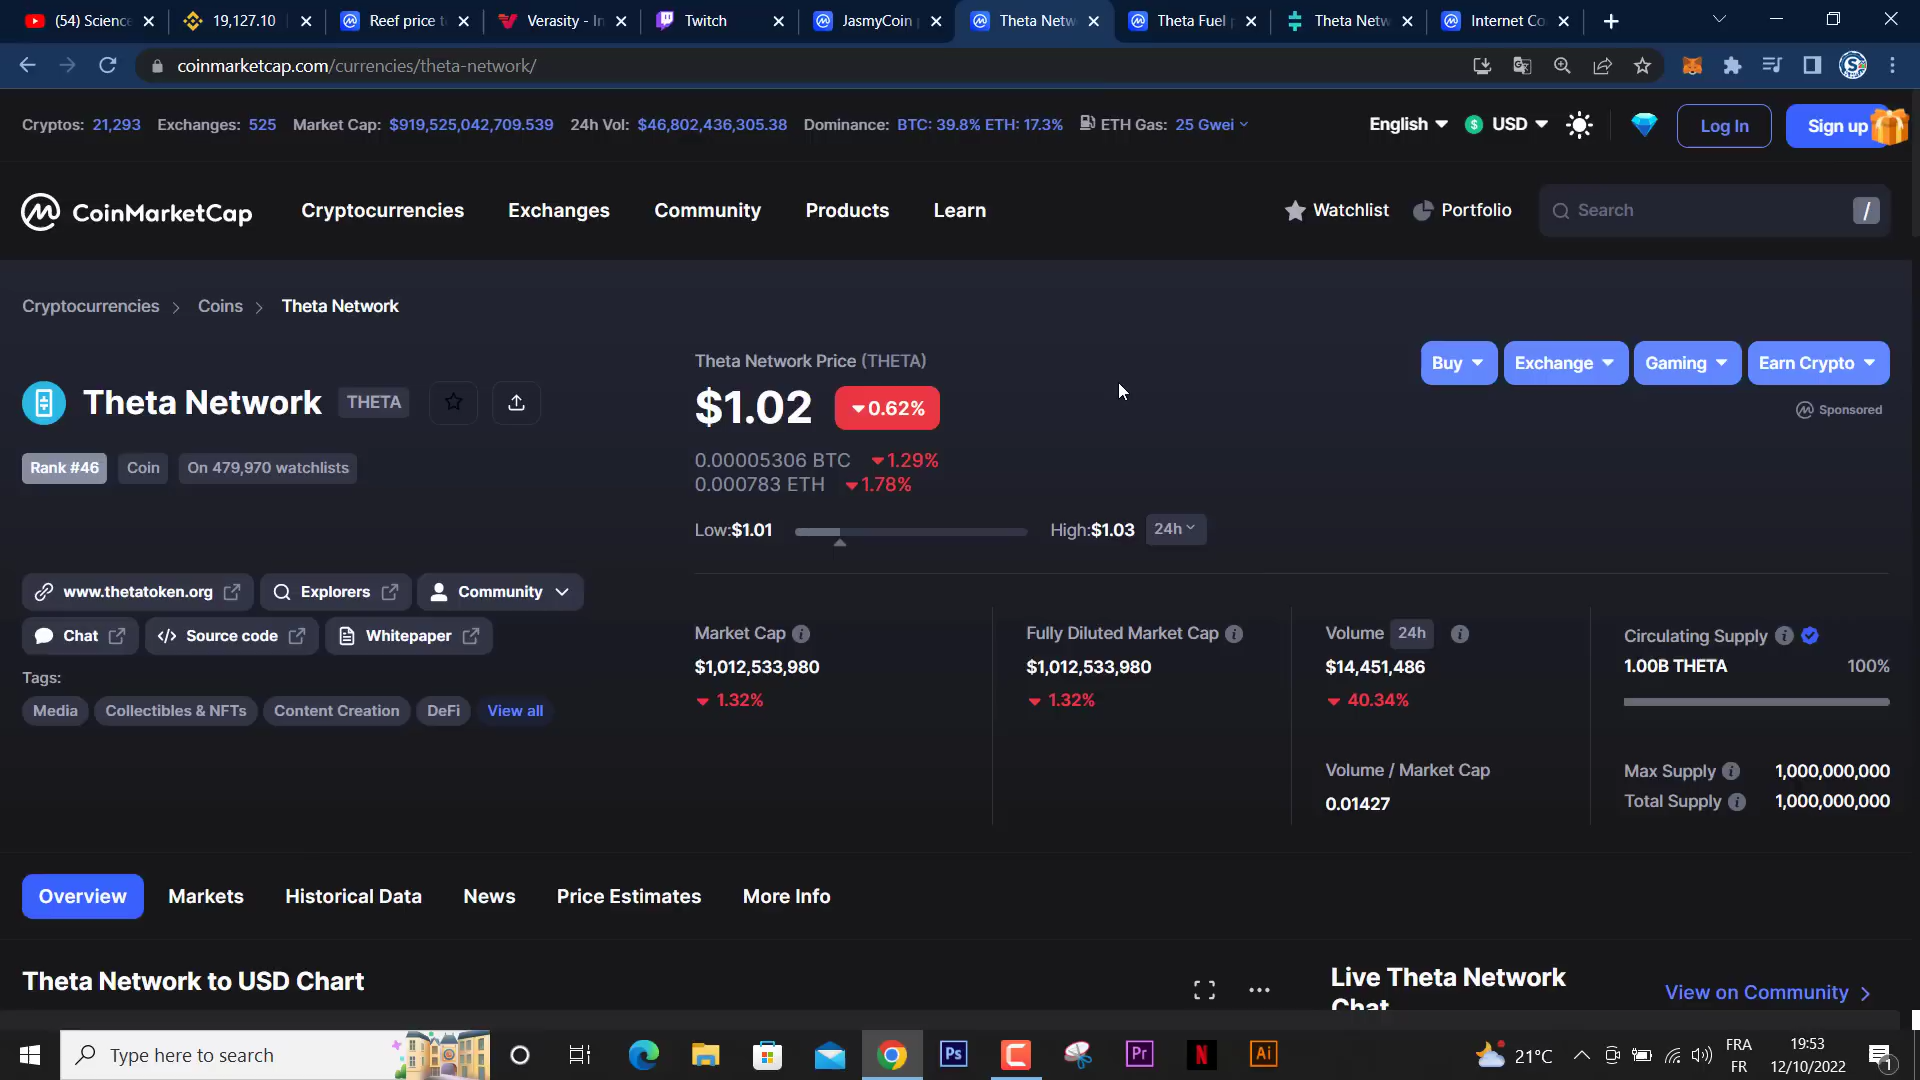 (54) Science
19,127.10
Reef price t
Verasity - In
Twitch
JasmyCoin p
Theta Netw
Theta Fuel p
Theta Netw
Internet Co
coinmarketcap.com/currencies/theta-network/
Cryptos: 21,293 Exchanges: 525 Market Cap: $919,525,042,709.539 24h Vol: $46,802,436,305.38 Dominance: BTC: 39.8% ETH: 17.3% ETH Gas: 25 Gwei
English USD Log In Sign up
CoinMarketCap Cryptocurrencies Exchanges Community Products Learn
Watchlist Portfolio Search /
Cryptocurrencies Coins Theta Network
Theta Network THETA
Rank #46 Coin On 479,970 watchlists
www.thetatoken.org Explorers Community
Chat Source code Whitepaper
Tags:
Media Collectibles & NFTs Content Creation DeFi View all
Theta Network Price (THETA)
$1.02 0.62%
0.00005306 BTC 1.29%
0.000783 ETH 1.78%
Low:$1.01 High:$1.03 24h
Buy Exchange Gaming Earn Crypto
Sponsored
Market Cap
$1,012,533,980
1.32%
Fully Diluted Market Cap
$1,012,533,980
1.32%
Volume 24h
$14,451,486
40.34%
Volume / Market Cap
0.01427
Circulating Supply
1.00B THETA 100%
Max Supply 1,000,000,000
Total Supply 1,000,000,000
Overview Markets Historical Data News Price Estimates More Info
Theta Network to USD Chart
Live Theta Network
Chat
View on Community
Type here to search
Ps
Pr
N
Ai
21°C
FRA
FR
19:53
12/10/2022
1